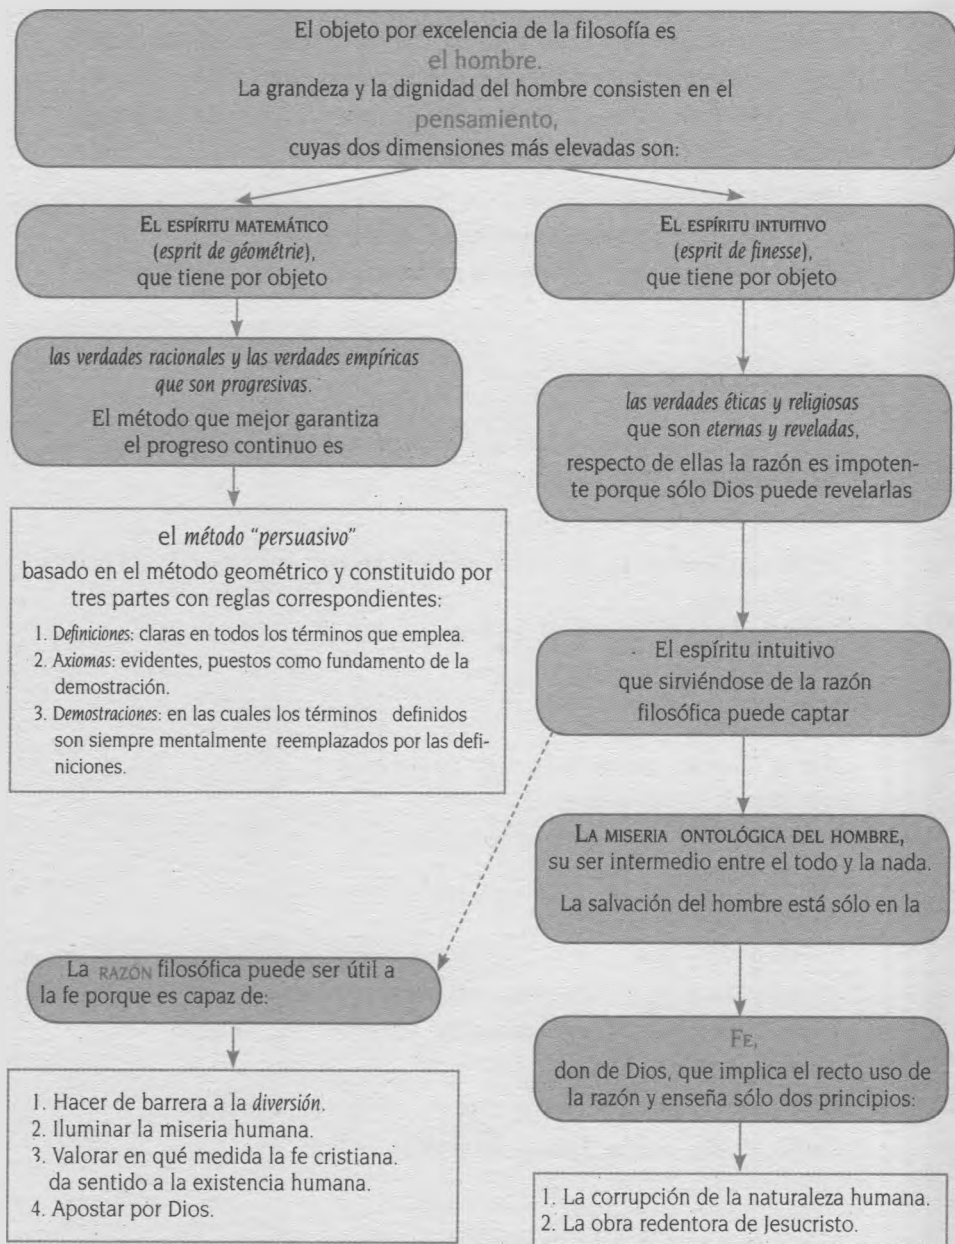 El objeto por excelencia de la filosofía es
el hombre.
La grandeza y la dignidad del hombre consisten en el
pensamiento,
cuyas dos dimensiones más elevadas son:
EL ESPÍRITU MATEMÁTICO
(esprit de géométrie),
que tiene por objeto
las verdades racionales y las verdades empíricas
que son progresivas.
El método que mejor garantiza
el progreso continuo es
el método "persuasivo"
basado en el método geométrico y constituido por
tres partes con reglas correspondientes:
1. Definiciones: claras en todos los términos que emplea.
2. Axiomas: evidentes, puestos como fundamento de la
demostración.
3. Demostraciones: en las cuales los términos definidos
son siempre mentalmente reemplazados por las defi-
niciones.
EL ESPÍRITU INTUITIVO
(esprit de finesse),
que tiene por objeto
las verdades éticas y religiosas
que son eternas y reveladas,
respecto de ellas la razón es impoten-
te porque sólo Dios puede revelarlas
El espíritu intuitivo
que sirviéndose de la razón
filosófica puede captar
LA MISERIA ONTOLÓGICA DEL HOMBRE,
su ser intermedio entre el todo y la nada.
La salvación del hombre está sólo en la
La RAZÓN filosófica puede ser útil a
la fe porque es capaz de:
1. Hacer de barrera a la diversión.
2. Iluminar la miseria humana.
3. Valorar en qué medida la fe cristiana.
da sentido a la existencia humana.
4. Apostar por Dios.
FE,
don de Dios, que implica el recto uso de
la razón y enseña sólo dos principios:
1. La corrupción de la naturaleza humana.
2. La obra redentora de Jesucristo.